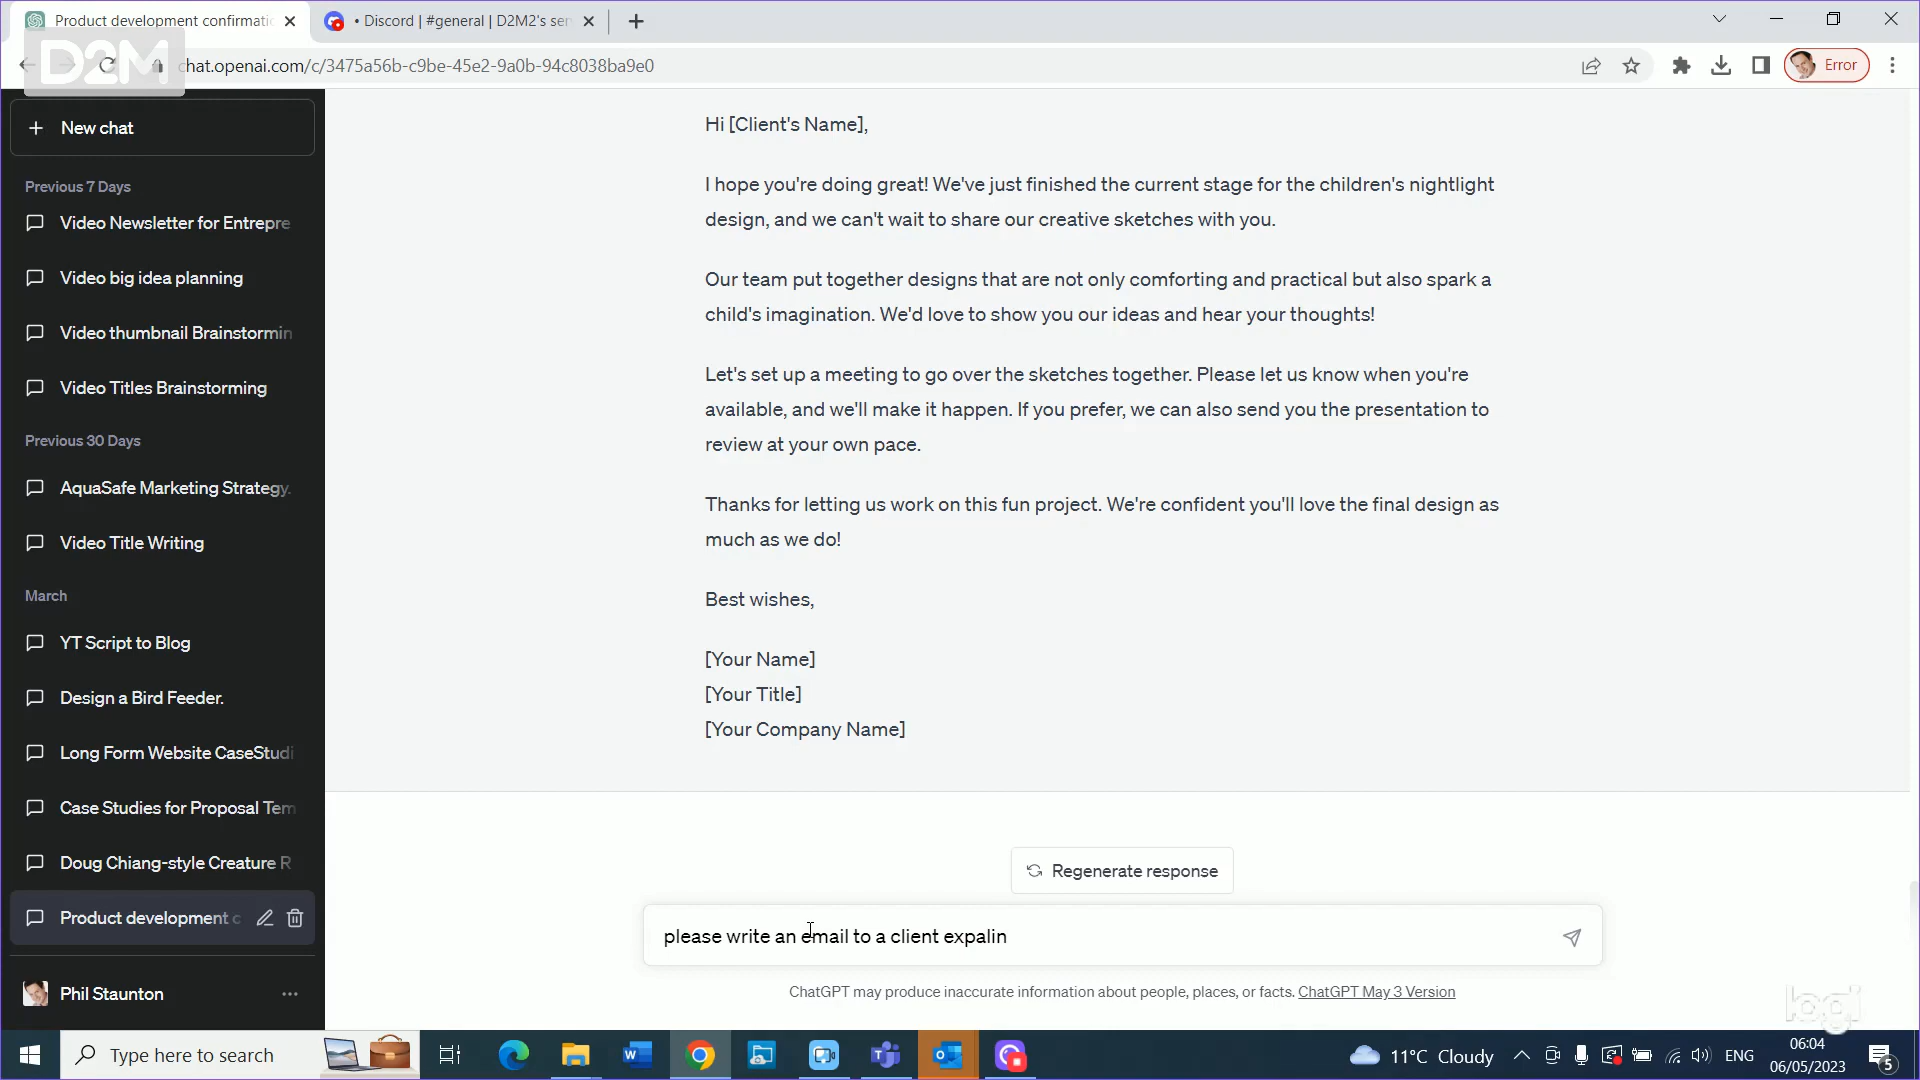 Product development confirmatic
• Discord | #general | D2M2's ser
D2M
chat.openai.com/c/3475a56b-c9be-45e2-9a0b-94c8038ba9e0
Error
New chat
Previous 7 Days
Video Newsletter for Entrepre
Video big idea planning
Video thumbnail Brainstormin
Video Titles Brainstorming
Previous 30 Days
AquaSafe Marketing Strategy.
Video Title Writing
March
YT Script to Blog
Design a Bird Feeder.
Long Form Website CaseStudi
Case Studies for Proposal Tem
Doug Chiang-style Creature R
Product development c
Phil Staunton
Hi [Client's Name],
I hope you're doing great! We've just finished the current stage for the children's nightlight
design, and we can't wait to share our creative sketches with you.
Our team put together designs that are not only comforting and practical but also spark a
child's imagination. We'd love to show you our ideas and hear your thoughts!
Let's set up a meeting to go over the sketches together. Please let us know when you're
available, and we'll make it happen. If you prefer, we can also send you the presentation to
review at your own pace.
Thanks for letting us work on this fun project. We're confident you'll love the final design as
much as we do!
Best wishes,
[Your Name]
[Your Title]
[Your Company Name]
Regenerate response
please write an email to a client expalin
ChatGPT may produce inaccurate information about people, places, or facts. ChatGPT May 3 Version
logi
Type here to search
11°C Cloudy
ENG
06:04
06/05/2023
5